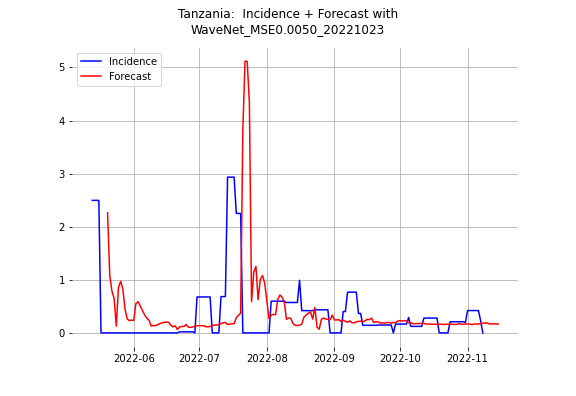 Tanzania:  Incidence + Forecast with
WaveNet_MSE0.0050_20221023
Incidence
Forecast
5
4
3
2
1
0
2022-06 2022-07 2022-08 2022-09 2022-10 2022-11